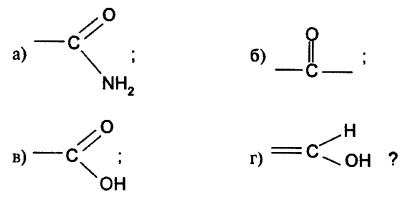 а) —C(=O)NH₂ ;
б) —C(=O)— ;
в) —C(=O)OH ;
г) =C(H)OH ?